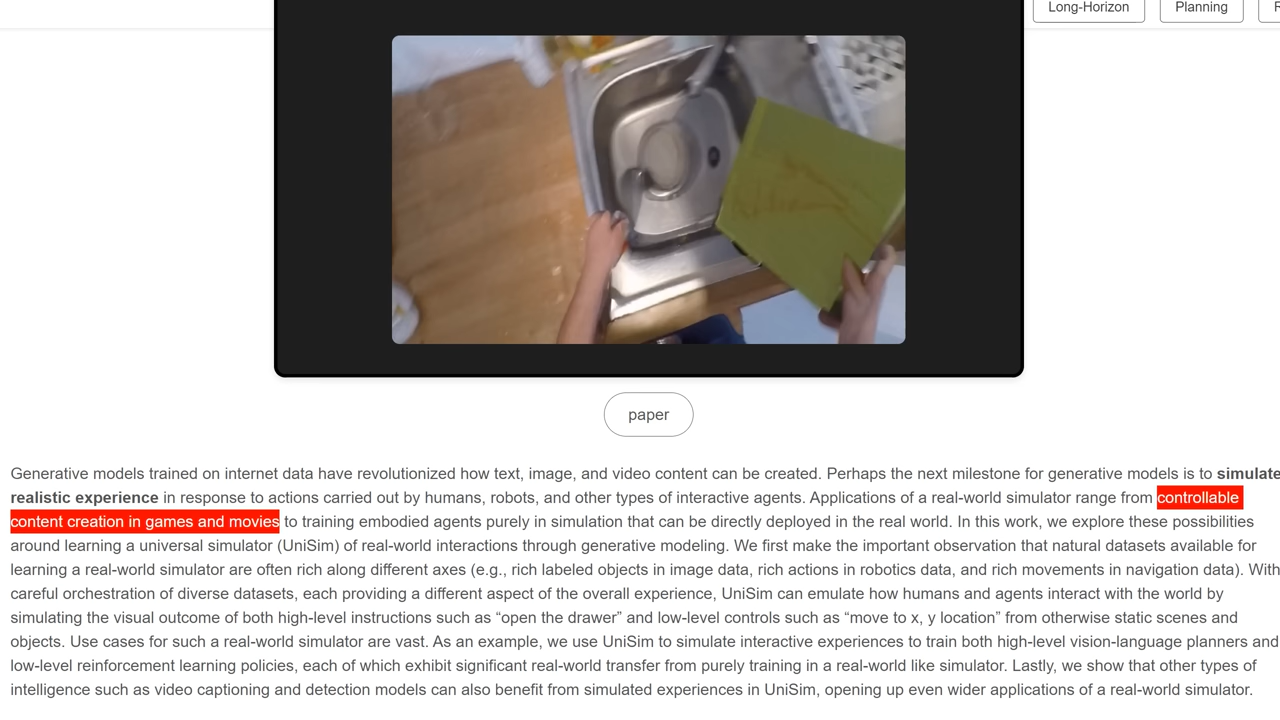 Long-Horizon Planning R
paper
Generative models trained on internet data have revolutionized how text, image, and video content can be created. Perhaps the next milestone for generative models is to simulate
realistic experience in response to actions carried out by humans, robots, and other types of interactive agents. Applications of a real-world simulator range from controllable
content creation in games and movies to training embodied agents purely in simulation that can be directly deployed in the real world. In this work, we explore these possibilities
around learning a universal simulator (UniSim) of real-world interactions through generative modeling. We first make the important observation that natural datasets available for
learning a real-world simulator are often rich along different axes (e.g., rich labeled objects in image data, rich actions in robotics data, and rich movements in navigation data). With
careful orchestration of diverse datasets, each providing a different aspect of the overall experience, UniSim can emulate how humans and agents interact with the world by
simulating the visual outcome of both high-level instructions such as “open the drawer” and low-level controls such as “move to x, y location” from otherwise static scenes and
objects. Use cases for such a real-world simulator are vast. As an example, we use UniSim to simulate interactive experiences to train both high-level vision-language planners and
low-level reinforcement learning policies, each of which exhibit significant real-world transfer from purely training in a real-world like simulator. Lastly, we show that other types of
intelligence such as video captioning and detection models can also benefit from simulated experiences in UniSim, opening up even wider applications of a real-world simulator.